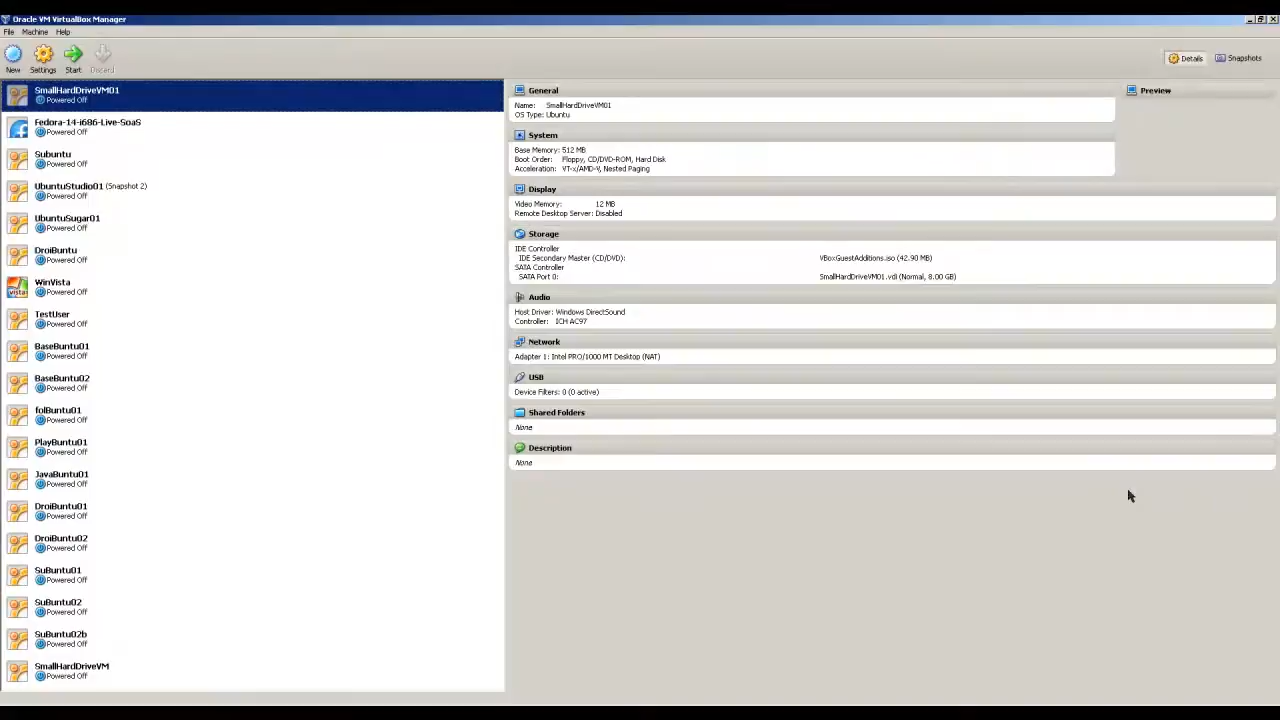 Oracle VM VirtualBox Manager
File Machine Help
New Settings Start Discard
Details Snapshots
SmallHardDriveVM01
Powered Off
Fedora-14-i686-Live-SoaS
Powered Off
Subuntu
Powered Off
UbuntuStudio01 (Snapshot 2)
Powered Off
UbuntuSugar01
Powered Off
DroiBuntu
Powered Off
WinVista
Powered Off
TestUser
Powered Off
BaseBuntu01
Powered Off
BaseBuntu02
Powered Off
folBuntu01
Powered Off
PlayBuntu01
Powered Off
JavaBuntu01
Powered Off
DroiBuntu01
Powered Off
DroiBuntu02
Powered Off
SuBuntu01
Powered Off
SuBuntu02
Powered Off
SuBuntu02b
Powered Off
SmallHardDriveVM
Powered Off
General
Name: SmallHardDriveVM01
OS Type: Ubuntu
System
Base Memory: 512 MB
Boot Order: Floppy, CD/DVD-ROM, Hard Disk
Acceleration: VT-x/AMD-V, Nested Paging
Display
Video Memory: 12 MB
Remote Desktop Server: Disabled
Storage
IDE Controller
IDE Secondary Master (CD/DVD): VBoxGuestAdditions.iso (42.90 MB)
SATA Controller
SATA Port 0: SmallHardDriveVM01.vdi (Normal, 8.00 GB)
Audio
Host Driver: Windows DirectSound
Controller: ICH AC97
Network
Adapter 1: Intel PRO/1000 MT Desktop (NAT)
USB
Device Filters: 0 (0 active)
Shared Folders
None
Description
None
Preview